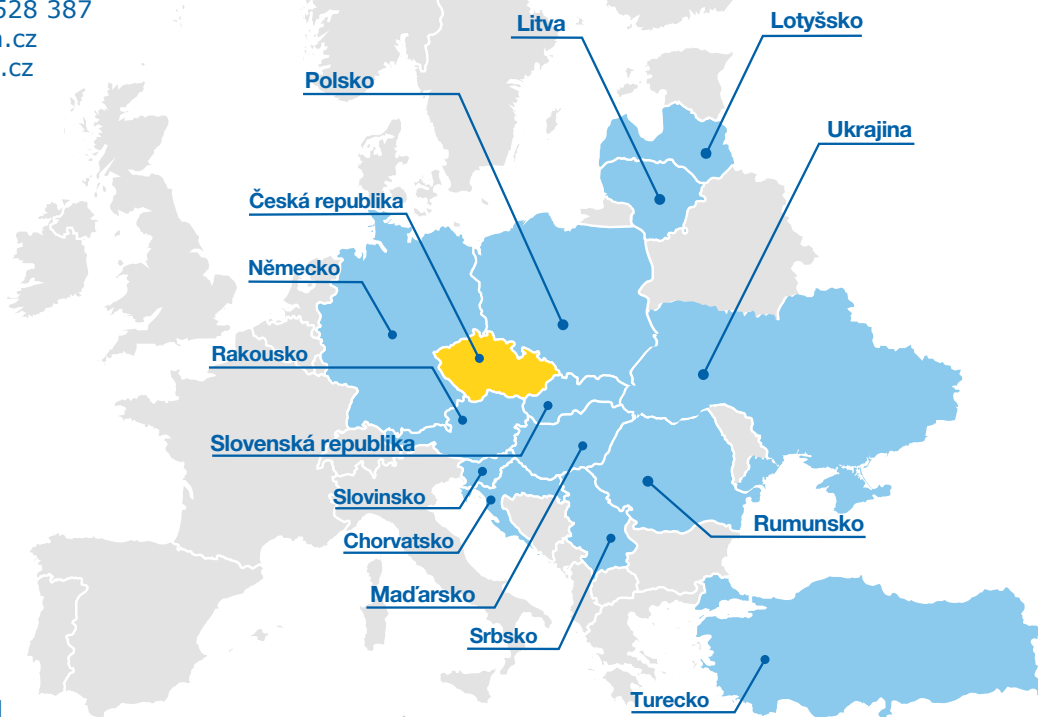 528 387
.cz
.cz
Litva
Lotyšsko
Polsko
Ukrajina
Česká republika
Německo
Rakousko
Slovenská republika
Slovinsko
Rumunsko
Chorvatsko
Maďarsko
Srbsko
Turecko